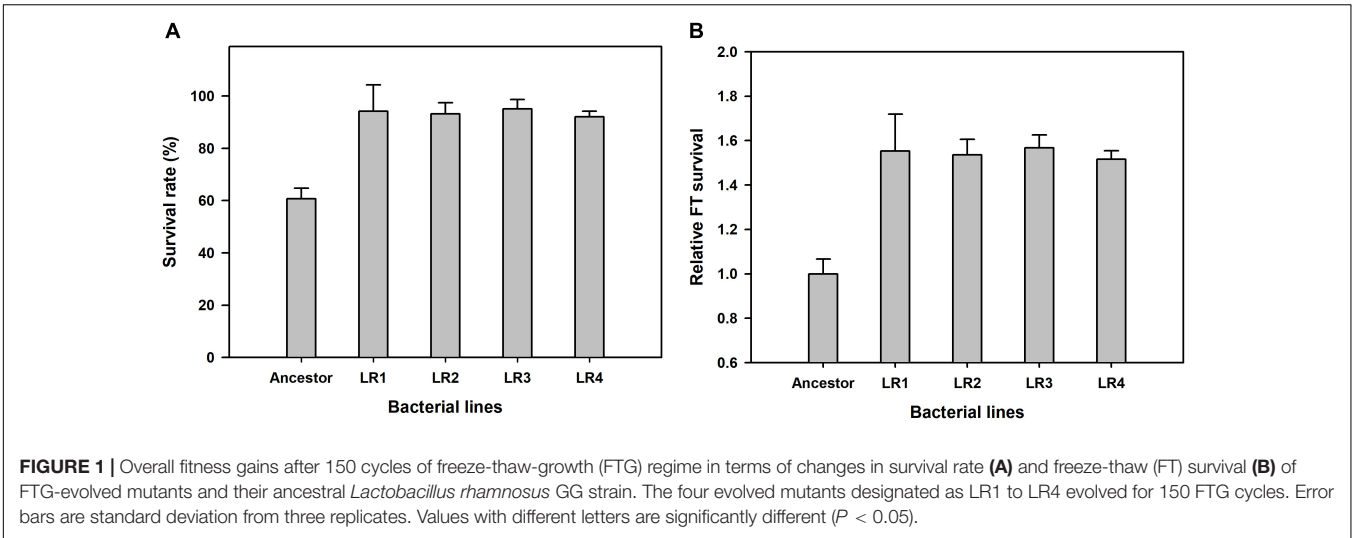 A
Survival rate (%)
100
80
60
40
20
0
Ancestor LR1 LR2 LR3 LR4
Bacterial lines
B
Relative FT survival
2.0
1.8
1.6
1.4
1.2
1.0
0.8
0.6
Ancestor LR1 LR2 LR3 LR4
Bacterial lines
FIGURE 1 | Overall fitness gains after 150 cycles of freeze-thaw-growth (FTG) regime in terms of changes in survival rate (A) and freeze-thaw (FT) survival (B) of
FTG-evolved mutants and their ancestral Lactobacillus rhamnosus GG strain. The four evolved mutants designated as LR1 to LR4 evolved for 150 FTG cycles. Error
bars are standard deviation from three replicates. Values with different letters are significantly different (P < 0.05).